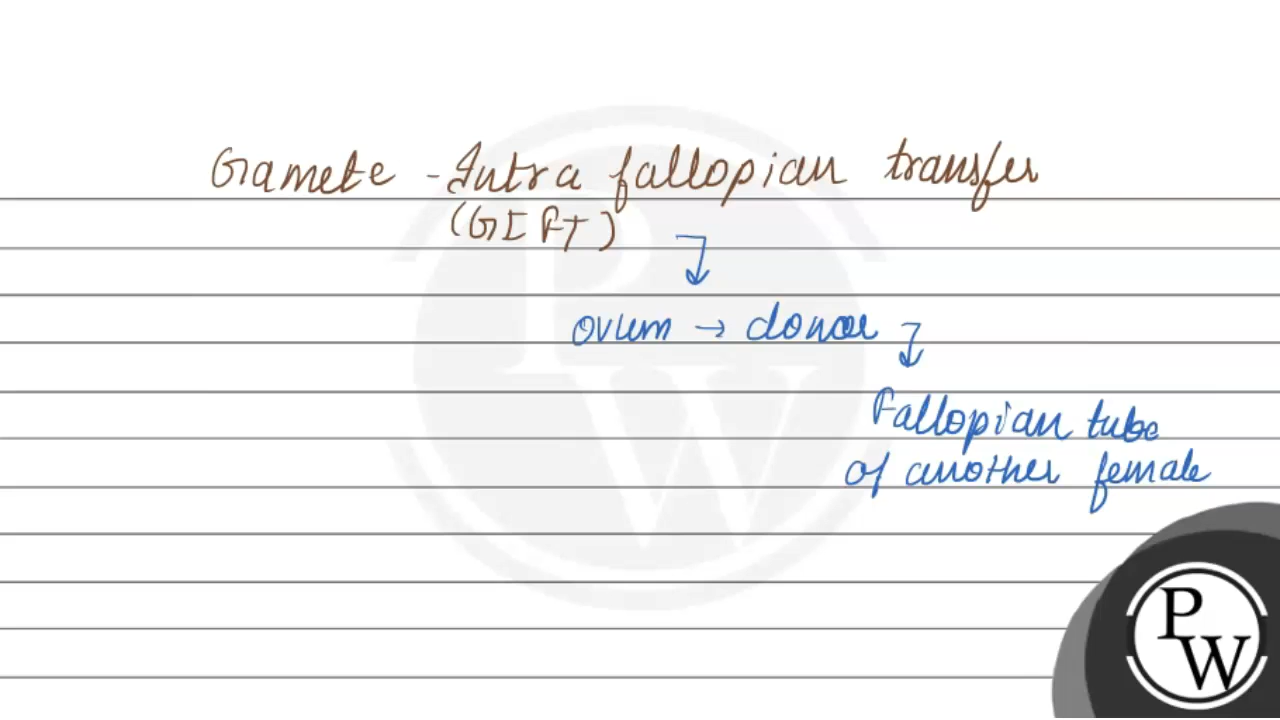 Gamete - Intra fallopian transfer
(GIFT)
ovum → donor
Fallopian tube
of another female
P
W
PW